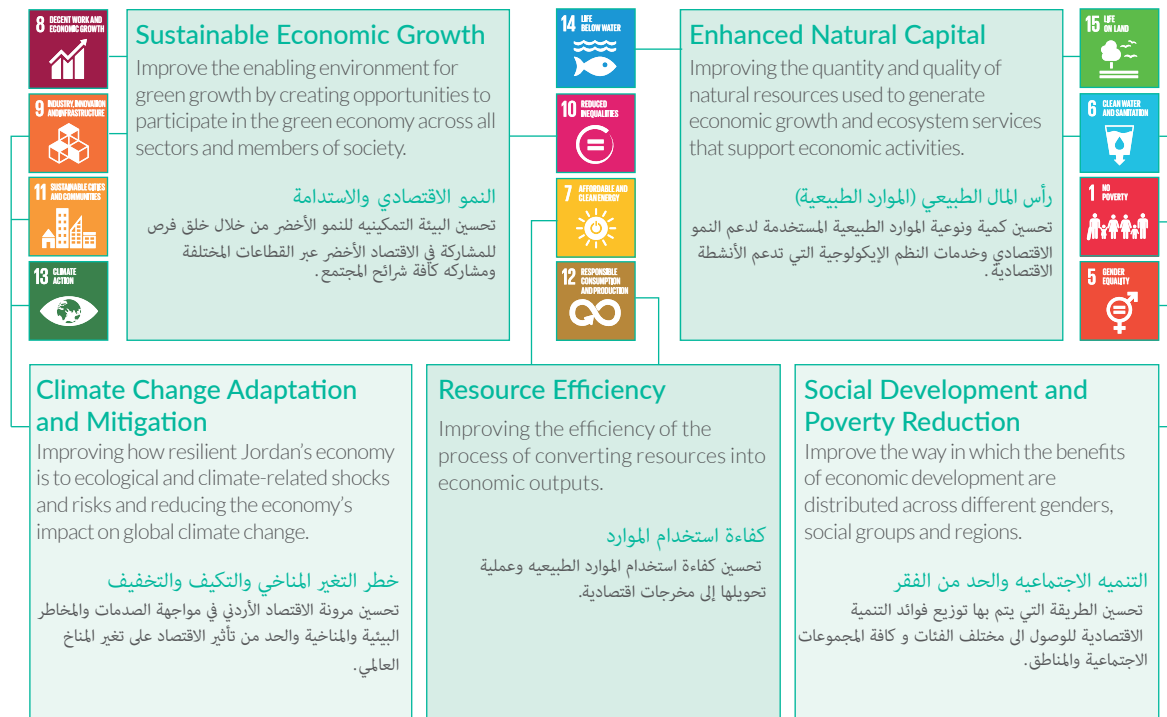 8 DECENT WORK AND
ECONOMIC GROWTH
9 INDUSTRY, INNOVATION
AND INFRASTRUCTURE
11 SUSTAINABLE CITIES
AND COMMUNITIES
13 CLIMATE
ACTION
Sustainable Economic Growth
Improve the enabling environment for
green growth by creating opportunities to
participate in the green economy across all
sectors and members of society.
النمو الاقتصادي والاستدامة
تحسين البيئة التمكينيه للنمو الأخضر من خلال خلق فرص
للمشاركة في الاقتصاد الأخضر عبر القطاعات المختلفة
ومشاركه كافة شرائح المجتمع.
14 LIFE
BELOW WATER
10 REDUCED
INEQUALITIES
7 AFFORDABLE AND
CLEAN ENERGY
12 RESPONSIBLE
CONSUMPTION
AND PRODUCTION
Enhanced Natural Capital
Improving the quantity and quality of
natural resources used to generate
economic growth and ecosystem services
that support economic activities.
رأس المال الطبيعي (الموارد الطبيعية)
تحسين كمية ونوعية الموارد الطبيعية المستخدمة لدعم النمو
الاقتصادي وخدمات النظم الإيكولوجية التي تدعم الأنشطة
الاقتصادية.
15 LIFE
ON LAND
6 CLEAN WATER
AND SANITATION
1 NO
POVERTY
5 GENDER
EQUALITY
Climate Change Adaptation
and Mitigation
Improving how resilient Jordan's economy
is to ecological and climate-related shocks
and risks and reducing the economy's
impact on global climate change.
خطر التغير المناخي والتكيف والتخفيف
تحسين مرونة الاقتصاد الأردني في مواجهة الصدمات والمخاطر
البيئية والمناخية والحد من تأثير الاقتصاد على تغير المناخ
العالمي.
Resource Efficiency
Improving the efficiency of the
process of converting resources into
economic outputs.
كفاءة استخدام الموارد
تحسين كفاءة استخدام الموارد الطبيعيه وعملية
تحويلها إلى مخرجات اقتصادية.
Social Development and
Poverty Reduction
Improve the way in which the benefits
of economic development are
distributed across different genders,
social groups and regions.
التنميه الاجتماعيه والحد من الفقر
تحسين الطريقة التي يتم بها توزيع فوائد التنمية
الاقتصادية للوصول الى مختلف الفئات و كافة المجموعات
الاجتماعية والمناطق.